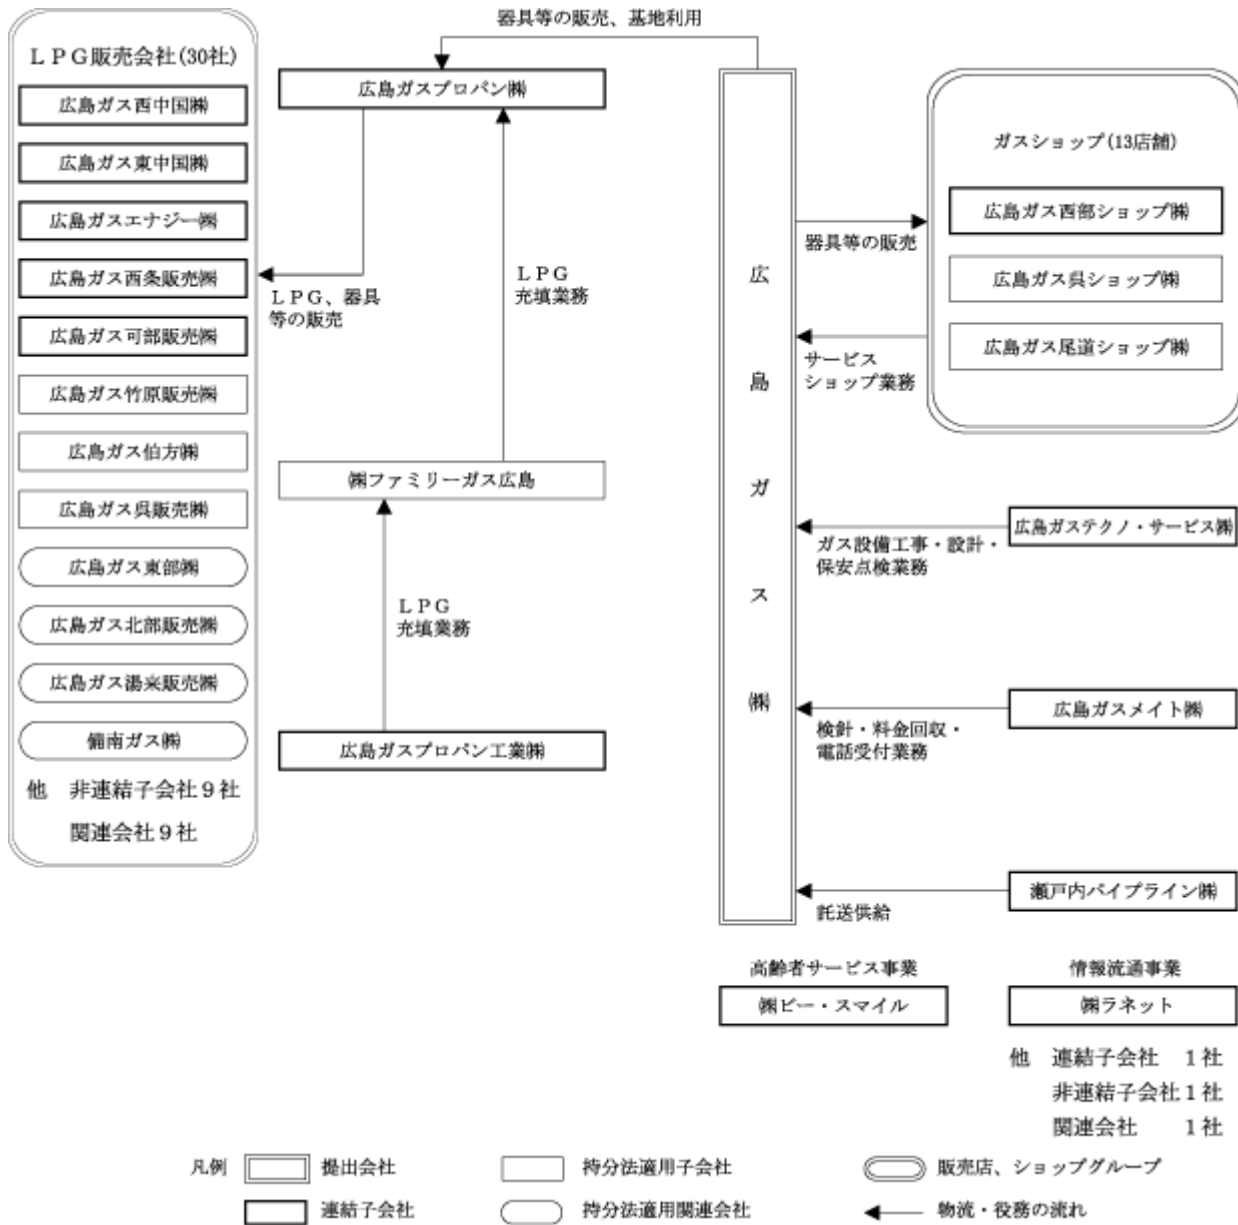 器具等の販売、基地利用
ＬＰＧ販売会社(30社)
広島ガス西中国㈱
広島ガス東中国㈱
広島ガスエナジー㈱
広島ガス西条販売㈱
広島ガス可部販売㈱
広島ガス竹原販売㈱
広島ガス伯方㈱
広島ガス呉販売㈱
広島ガス東部㈱
広島ガス北部販売㈱
広島ガス湯来販売㈱
備南ガス㈱
他　非連結子会社９社
関連会社９社
広島ガスプロパン㈱
ＬＰＧ、器具
等の販売
ＬＰＧ
充填業務
㈱ファミリーガス広島
ＬＰＧ
充填業務
広島ガスプロパン工業㈱
広島ガス㈱
ガスショップ(13店舗)
広島ガス西部ショップ㈱
広島ガス呉ショップ㈱
広島ガス尾道ショップ㈱
器具等の販売
サービス
ショップ業務
広島ガステクノ・サービス㈱
ガス設備工事・設計・
保安点検業務
広島ガスメイト㈱
検針・料金回収・
電話受付業務
瀬戸内パイプライン㈱
託送供給
高齢者サービス事業
㈱ビー・スマイル
情報流通事業
㈱ラネット
他　連結子会社　１社
非連結子会社１社
関連会社　１社
凡例
提出会社
持分法適用子会社
販売店、ショップグループ
連結子会社
持分法適用関連会社
物流・役務の流れ